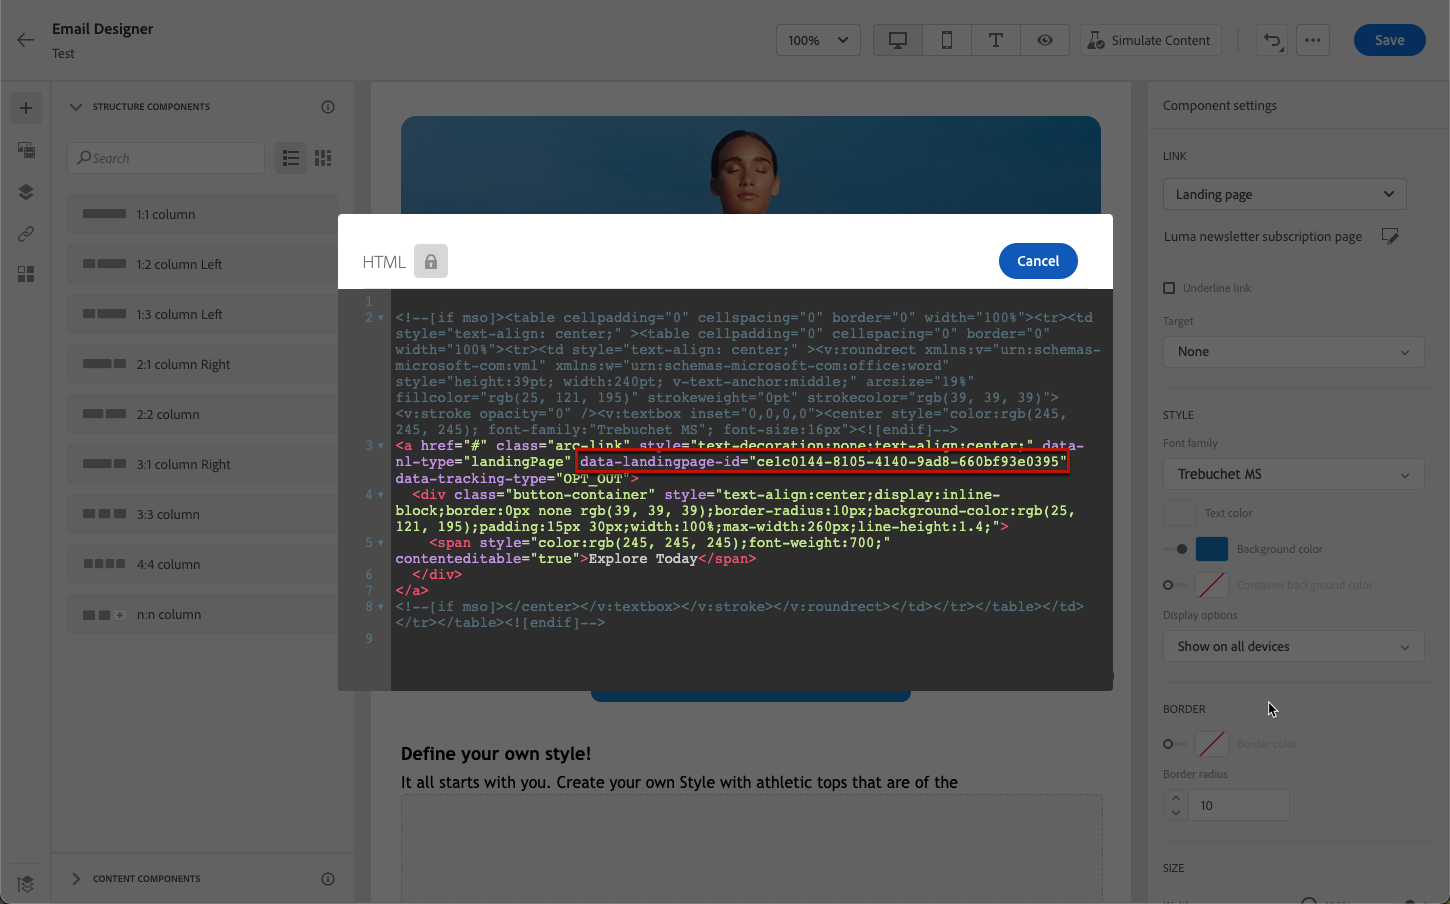 Email Designer
Test
100%
Simulate Content
Save
STRUCTURE COMPONENTS
Search
1:1 column
1:2 column Left
1:3 column Left
2:1 column Right
2:2 column
3:1 column Right
3:3 column
4:4 column
n:n column
CONTENT COMPONENTS
HTML
Cancel
1
2
<!--[if mso]><table cellpadding="0" cellspacing="0" border="0" width="100%"><tr><td
style="text-align: center;" ><table cellpadding="0" cellspacing="0" border="0"
width="100%"><tr><td style="text-align: center;" ><v:roundrect xmlns:v="urn:schemas-
microsoft-com:vml" xmlns:w="urn:schemas-microsoft-com:office:word"
style="height:39pt; width:240pt; v-text-anchor:middle;" arcsize="19%"
fillcolor="rgb(25, 121, 195)" strokeweight="0pt" strokecolor="rgb(39, 39, 39)">
<v:stroke opacity="0" /><v:textbox inset="0,0,0,0"><center style="color:rgb(245,
245, 245); font-family:"Trebuchet MS"; font-size:16px"><![endif]-->
3
<a href="#" class="arc-link" style="text-decoration:none;text-align:center;" data-
nl-type="landingPage" data-landingpage-id="ce1c0144-8105-4140-9ad8-660bf93e0395"
data-tracking-type="OPT_OUT">
4
<div class="button-container" style="text-align:center;display:inline-
block;border:0px none rgb(39, 39, 39);border-radius:10px;background-color:rgb(25,
121, 195);padding:15px 30px;width:100%;max-width:260px;line-height:1.4;">
5
<span style="color:rgb(245, 245, 245);font-weight:700;"
contenteditable="true">Explore Today</span>
6
</div>
7
</a>
8
<!--[if mso]></center></v:textbox></v:stroke></v:roundrect></td></tr></table></td>
</tr></table><![endif]-->
9
Define your own style!
It all starts with you. Create your own Style with athletic tops that are of the
Component settings
LINK
Landing page
Luma newsletter subscription page
Underline link
Target
None
STYLE
Font family
Trebuchet MS
Text color
Background color
Container background color
Display options
Show on all devices
BORDER
Border color
Border radius
10
SIZE